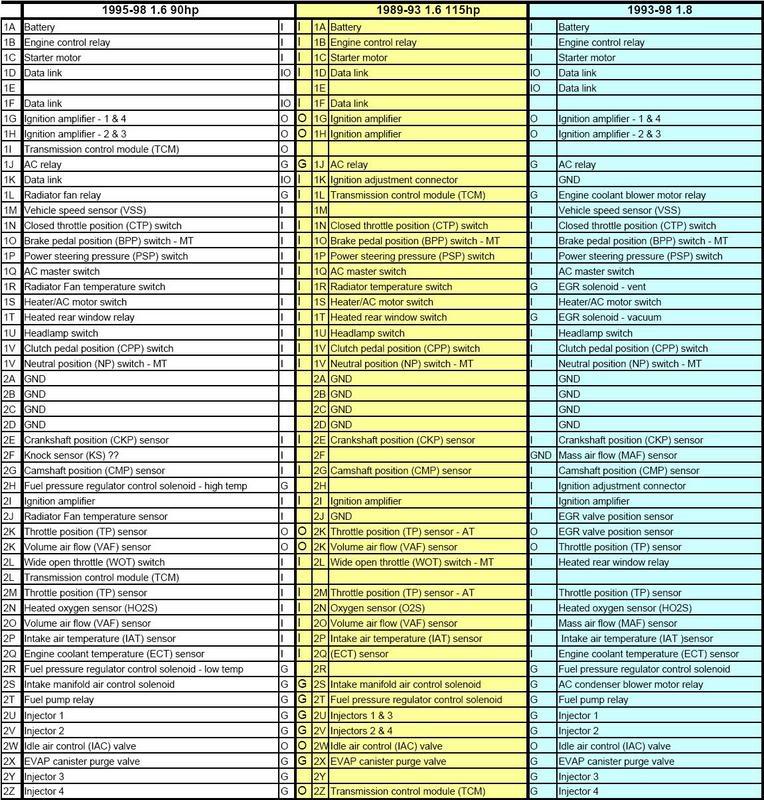 1995-98 1.6 90hp 1989-93 1.6 115hp 1993-98 1.8
1A Battery I I 1A Battery I Battery
1B Engine control relay I I 1B Engine control relay I Engine control relay
1C Starter motor I I 1C Starter motor I Starter motor
1D Data link IO I 1D Data link IO Data link
1E 1E IO Data link
1F Data link IO I 1F Data link
1G Ignition amplifier - 1 & 4 O O 1G Ignition amplifier O Ignition amplifier - 1 & 4
1H Ignition amplifier - 2 & 3 O O 1H Ignition amplifier O Ignition amplifier - 2 & 3
1I Transmission control module (TCM) O
1J AC relay G G 1J AC relay G AC relay
1K Data link IO I 1K Ignition adjustment connector GND
1L Radiator fan relay G I 1L Transmission control module (TCM) G Engine coolant blower motor relay
1M Vehicle speed sensor (VSS) I 1M I Vehicle speed sensor (VSS)
1N Closed throttle position (CTP) switch I I 1N Closed throttle position (CTP) switch I Closed throttle position (CTP) switch
1O Brake pedal position (BPP) switch - MT I I 1O Brake pedal position (BPP) switch - MT I Brake pedal position (BPP) switch - MT
1P Power steering pressure (PSP) switch I I 1P Power steering pressure (PSP) switch I Power steering pressure (PSP) switch
1Q AC master switch I I 1Q AC master switch I AC master switch
1R Radiator Fan temperature switch I I 1R Radiator temperature switch G EGR solenoid - vent
1S Heater/AC motor switch I I 1S Heater/AC motor switch I Heater/AC motor switch
1T Heated rear window relay I I 1T Heated rear window switch G EGR solenoid - vacuum
1U Headlamp switch I I 1U Headlamp switch I Headlamp switch
1V Clutch pedal position (CPP) switch I I 1V Clutch pedal position (CPP) switch I Clutch pedal position (CPP) switch
1V Neutral position (NP) switch - MT I I 1V Neutral position (NP) switch - MT I Neutral position (NP) switch - MT
2A GND 2A GND GND
2B GND 2B GND GND
2C GND 2C GND GND
2D GND 2D GND GND
2E Crankshaft position (CKP) sensor I I 2E Crankshaft position (CKP) sensor I Crankshaft position (CKP) sensor
2F Knock sensor (KS) ?? I 2F GND Mass air flow (MAF) sensor
2G Camshaft position (CMP) sensor I I 2G Camshaft position (CMP) sensor I Camshaft position (CMP) sensor
2H Fuel pressure regulator control solenoid - high temp G 2H I Ignition adjustment connector
2I Ignition amplifier I I 2I Ignition amplifier I Ignition amplifier
2J Radiator Fan temperature sensor I 2J GND I EGR valve position sensor
2K Throttle position (TP) sensor O O 2K Throttle position (TP) sensor - AT O EGR valve position sensor
2K Volume air flow (VAF) sensor O O 2K Volume air flow (VAF) sensor O Throttle position (TP) sensor
2L Wide open throttle (WOT) switch I I 2L Wide open throttle (WOT) switch - MT I Heated rear window relay
2L Transmission control module (TCM) I
2M Throttle position (TP) sensor I I 2M Throttle position (TP) sensor - AT I Throttle position (TP) sensor
2N Heated oxygen sensor (HO2S) I I 2N Oxygen sensor (O2S) I Heated oxygen sensor (HO2S)
2O Volume air flow (VAF) sensor I I 2O Volume air flow (VAF) sensor I Mass air flow (MAF) sensor
2P Intake air temperature (IAT) sensor I I 2P Intake air temperature (IAT) sensor I Intake air temperature (IAT )sensor
2Q Engine coolant temperature (ECT) sensor I I 2Q (ECT) sensor I Engine coolant temperature (ECT) sensor
2R Fuel pressure regulator control solenoid - low temp G 2R G Fuel pressure regulator control solenoid
2S Intake manifold air control solenoid G G 2S Intake manifold air control solenoid G AC condenser blower motor relay
2T Fuel pump relay G G 2T Fuel pressure regulator control solenoid G Fuel pump relay
2U Injector 1 G G 2U Injectors 1 & 3 G Injector 1
2V Injector 2 G G 2V Injectors 2 & 4 G Injector 2
2W Idle air control (IAC) valve O O 2W Idle air control (IAC) valve O Idle air control (IAC) valve
2X EVAP canister purge valve G G 2X EVAP canister purge valve G EVAP canister purge valve
2Y Injector 3 G 2Y G Injector 3
2Z Injector 4 G O 2Z Transmission control module (TCM) G Injector 4